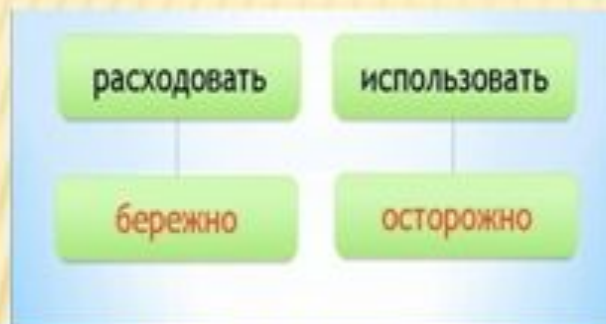 расходовать использовать
бережно осторожно